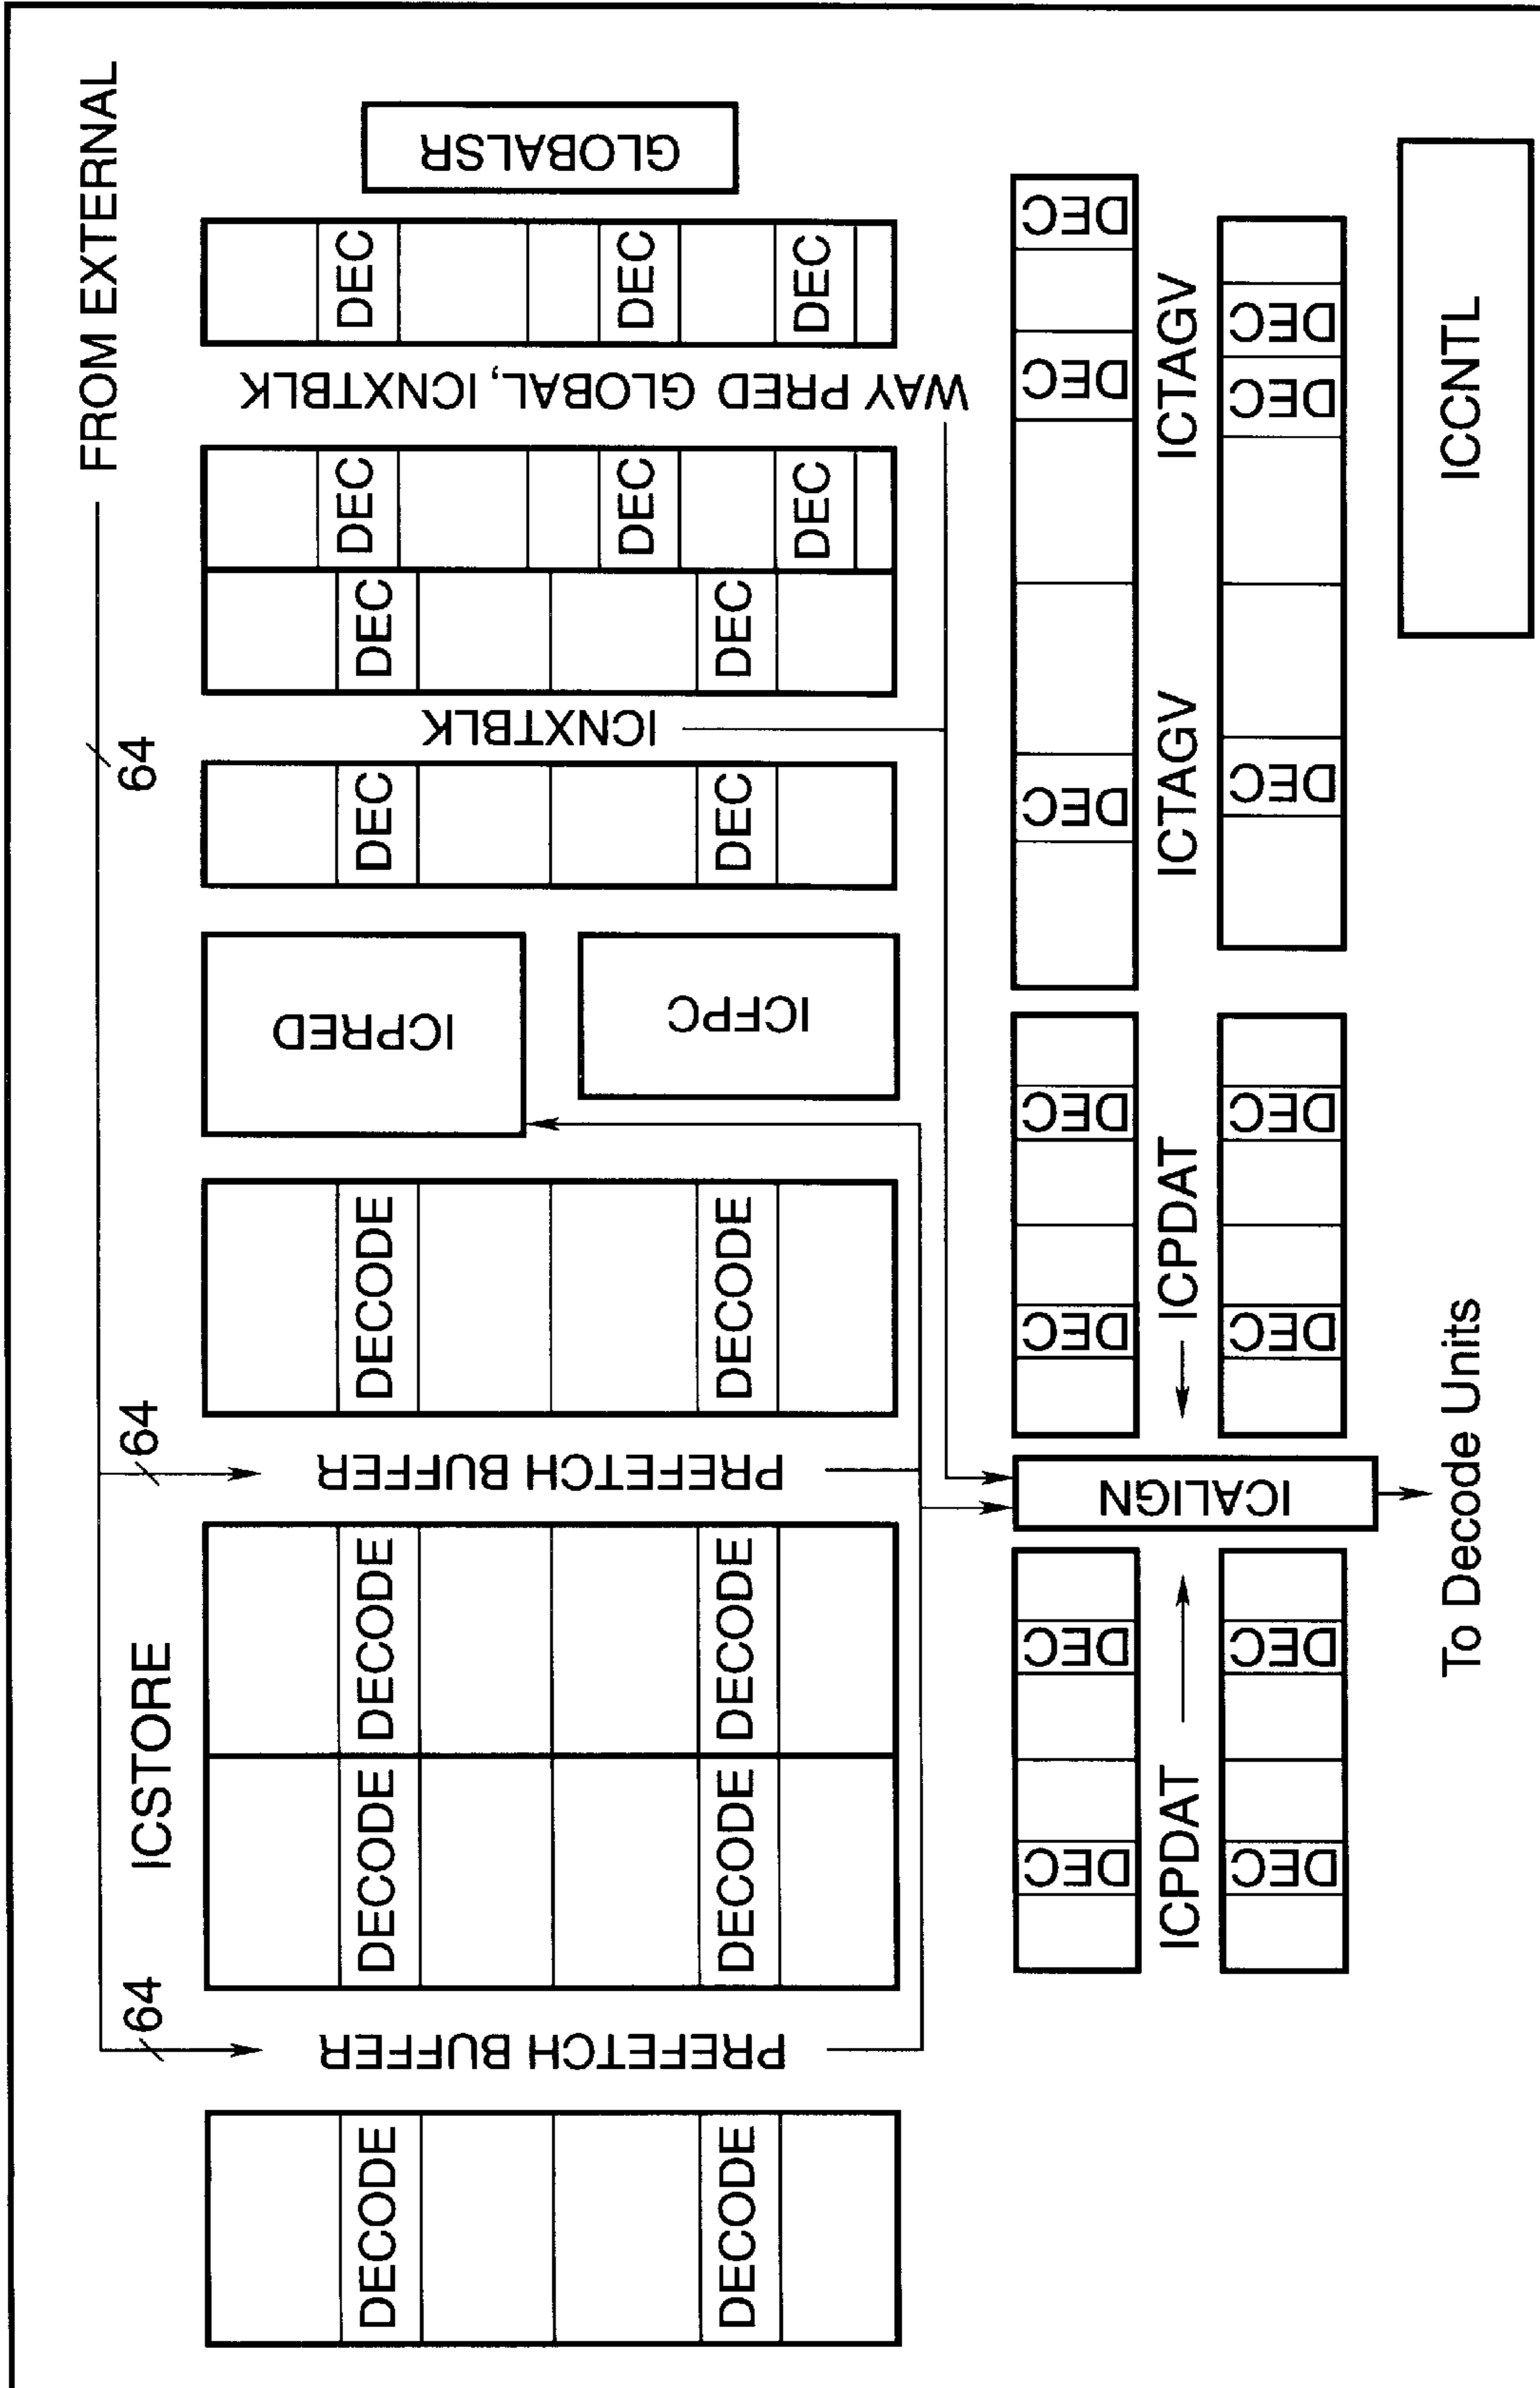 FROM EXTERNAL
64
64
64
ICSTORE
DECODE
DECODE
PREFETCH BUFFER
DECODE
DECODE
DECODE
DECODE
PREFETCH BUFFER
DECODE
DECODE
ICPRED
ICFPC
DEC
DEC
ICNXTBLK
DEC
DEC
DEC
DEC
DEC
WAY PRED GLOBAL, ICNXTBLK
DEC
DEC
DEC
GLOBALSR
DEC
DEC
ICPDAT
DEC
DEC
ICALIGN
DEC
DEC
ICPDAT
DEC
DEC
DEC
DEC
DEC
ICTAGV
ICTAGV
DEC
DEC
DEC
To Decode Units
ICCNTL